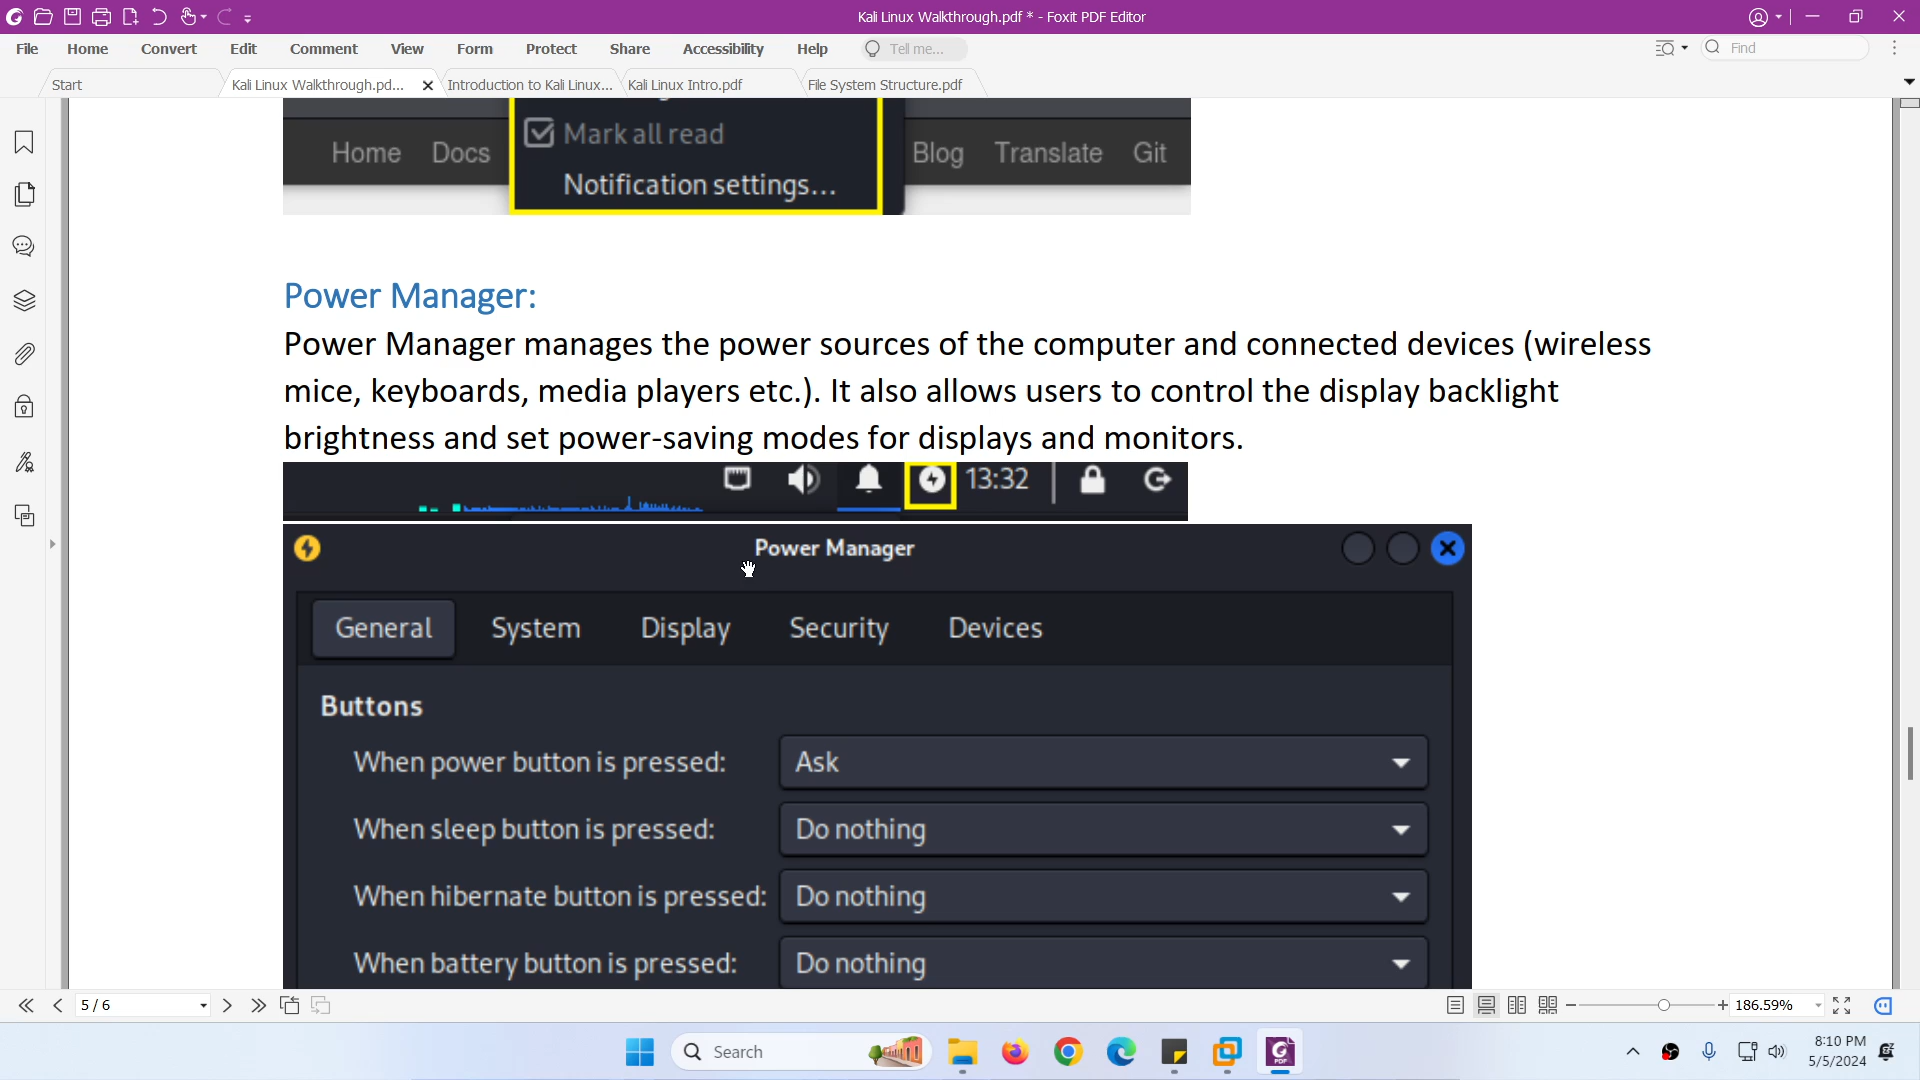 Kali Linux Walkthrough.pdf * - Foxit PDF Editor
File Home Convert Edit Comment View Form Protect Share Accessibility Help Tell me... Find
Start Kali Linux Walkthrough.pd... Introduction to Kali Linux... Kali Linux Intro.pdf File System Structure.pdf
Mark all read
Home Docs Blog Translate Git
Notification settings...
Power Manager:
Power Manager manages the power sources of the computer and connected devices (wireless
mice, keyboards, media players etc.). It also allows users to control the display backlight
brightness and set power-saving modes for displays and monitors.
13:32
Power Manager
General System Display Security Devices
Buttons
When power button is pressed: Ask
When sleep button is pressed: Do nothing
When hibernate button is pressed: Do nothing
When battery button is pressed: Do nothing
5 / 6 186.59%
Search
8:10 PM
5/5/2024